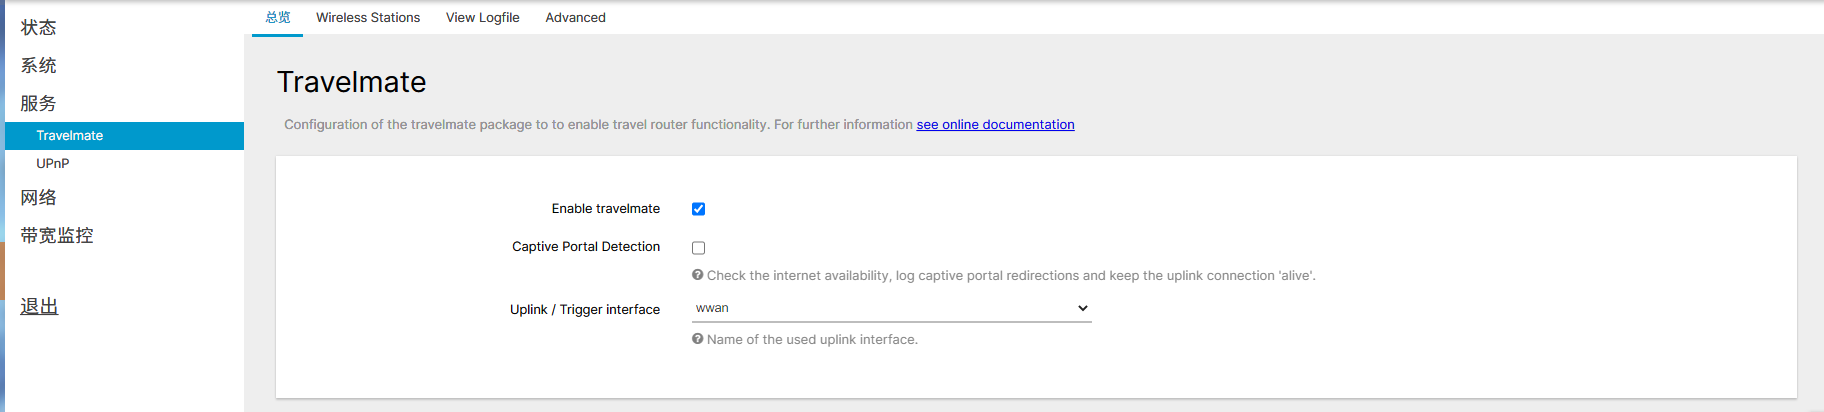 状态
系统
服务
Travelmate
UPnP
网络
带宽监控
退出
总览 Wireless Stations View Logfile Advanced
Travelmate
Configuration of the travelmate package to to enable travel router functionality. For further information see online documentation
Enable travelmate
Captive Portal Detection
Check the internet availability, log captive portal redirections and keep the uplink connection 'alive'.
Uplink / Trigger interface wwan
Name of the used uplink interface.